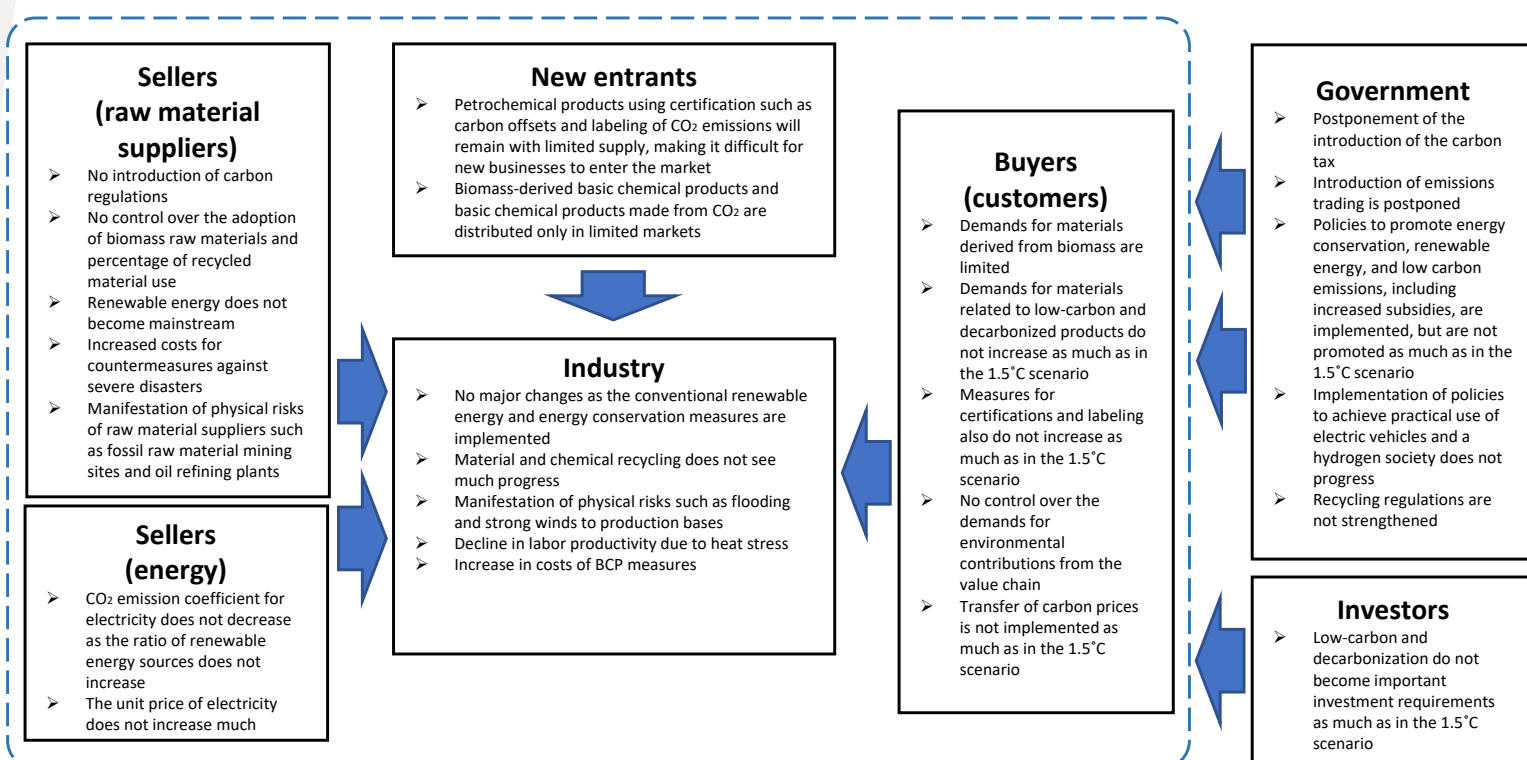 Sellers
(raw material
suppliers)
➢ No introduction of carbon
regulations
➢ No control over the adoption
of biomass raw materials and
percentage of recycled
material use
➢ Renewable energy does not
become mainstream
➢ Increased costs for
countermeasures against
severe disasters
➢ Manifestation of physical risks
of raw material suppliers such
as fossil raw material mining
sites and oil refining plants
Sellers
(energy)
➢ CO₂ emission coefficient for
electricity does not decrease
as the ratio of renewable
energy sources does not
increase
➢ The unit price of electricity
does not increase much
New entrants
➢ Petrochemical products using certification such as
carbon offsets and labeling of CO₂ emissions will
remain with limited supply, making it difficult for
new businesses to enter the market
➢ Biomass-derived basic chemical products and
basic chemical products made from CO₂ are
distributed only in limited markets
Industry
➢ No major changes as the conventional renewable
energy and energy conservation measures are
implemented
➢ Material and chemical recycling does not see
much progress
➢ Manifestation of physical risks such as flooding
and strong winds to production bases
➢ Decline in labor productivity due to heat stress
➢ Increase in costs of BCP measures
Buyers
(customers)
➢ Demands for materials
derived from biomass are
limited
➢ Demands for materials
related to low-carbon and
decarbonized products do
not increase as much as in
the 1.5˚C scenario
➢ Measures for
certifications and labeling
also do not increase as
much as in the 1.5˚C
scenario
➢ No control over the
demands for
environmental
contributions from the
value chain
➢ Transfer of carbon prices
is not implemented as
much as in the 1.5˚C
scenario
Government
➢ Postponement of the
introduction of the carbon
tax
➢ Introduction of emissions
trading is postponed
➢ Policies to promote energy
conservation, renewable
energy, and low carbon
emissions, including
increased subsidies, are
implemented, but are not
promoted as much as in the
1.5˚C scenario
➢ Implementation of policies
to achieve practical use of
electric vehicles and a
hydrogen society does not
progress
➢ Recycling regulations are
not strengthened
Investors
➢ Low-carbon and
decarbonization do not
become important
investment requirements
as much as in the 1.5˚C
scenario